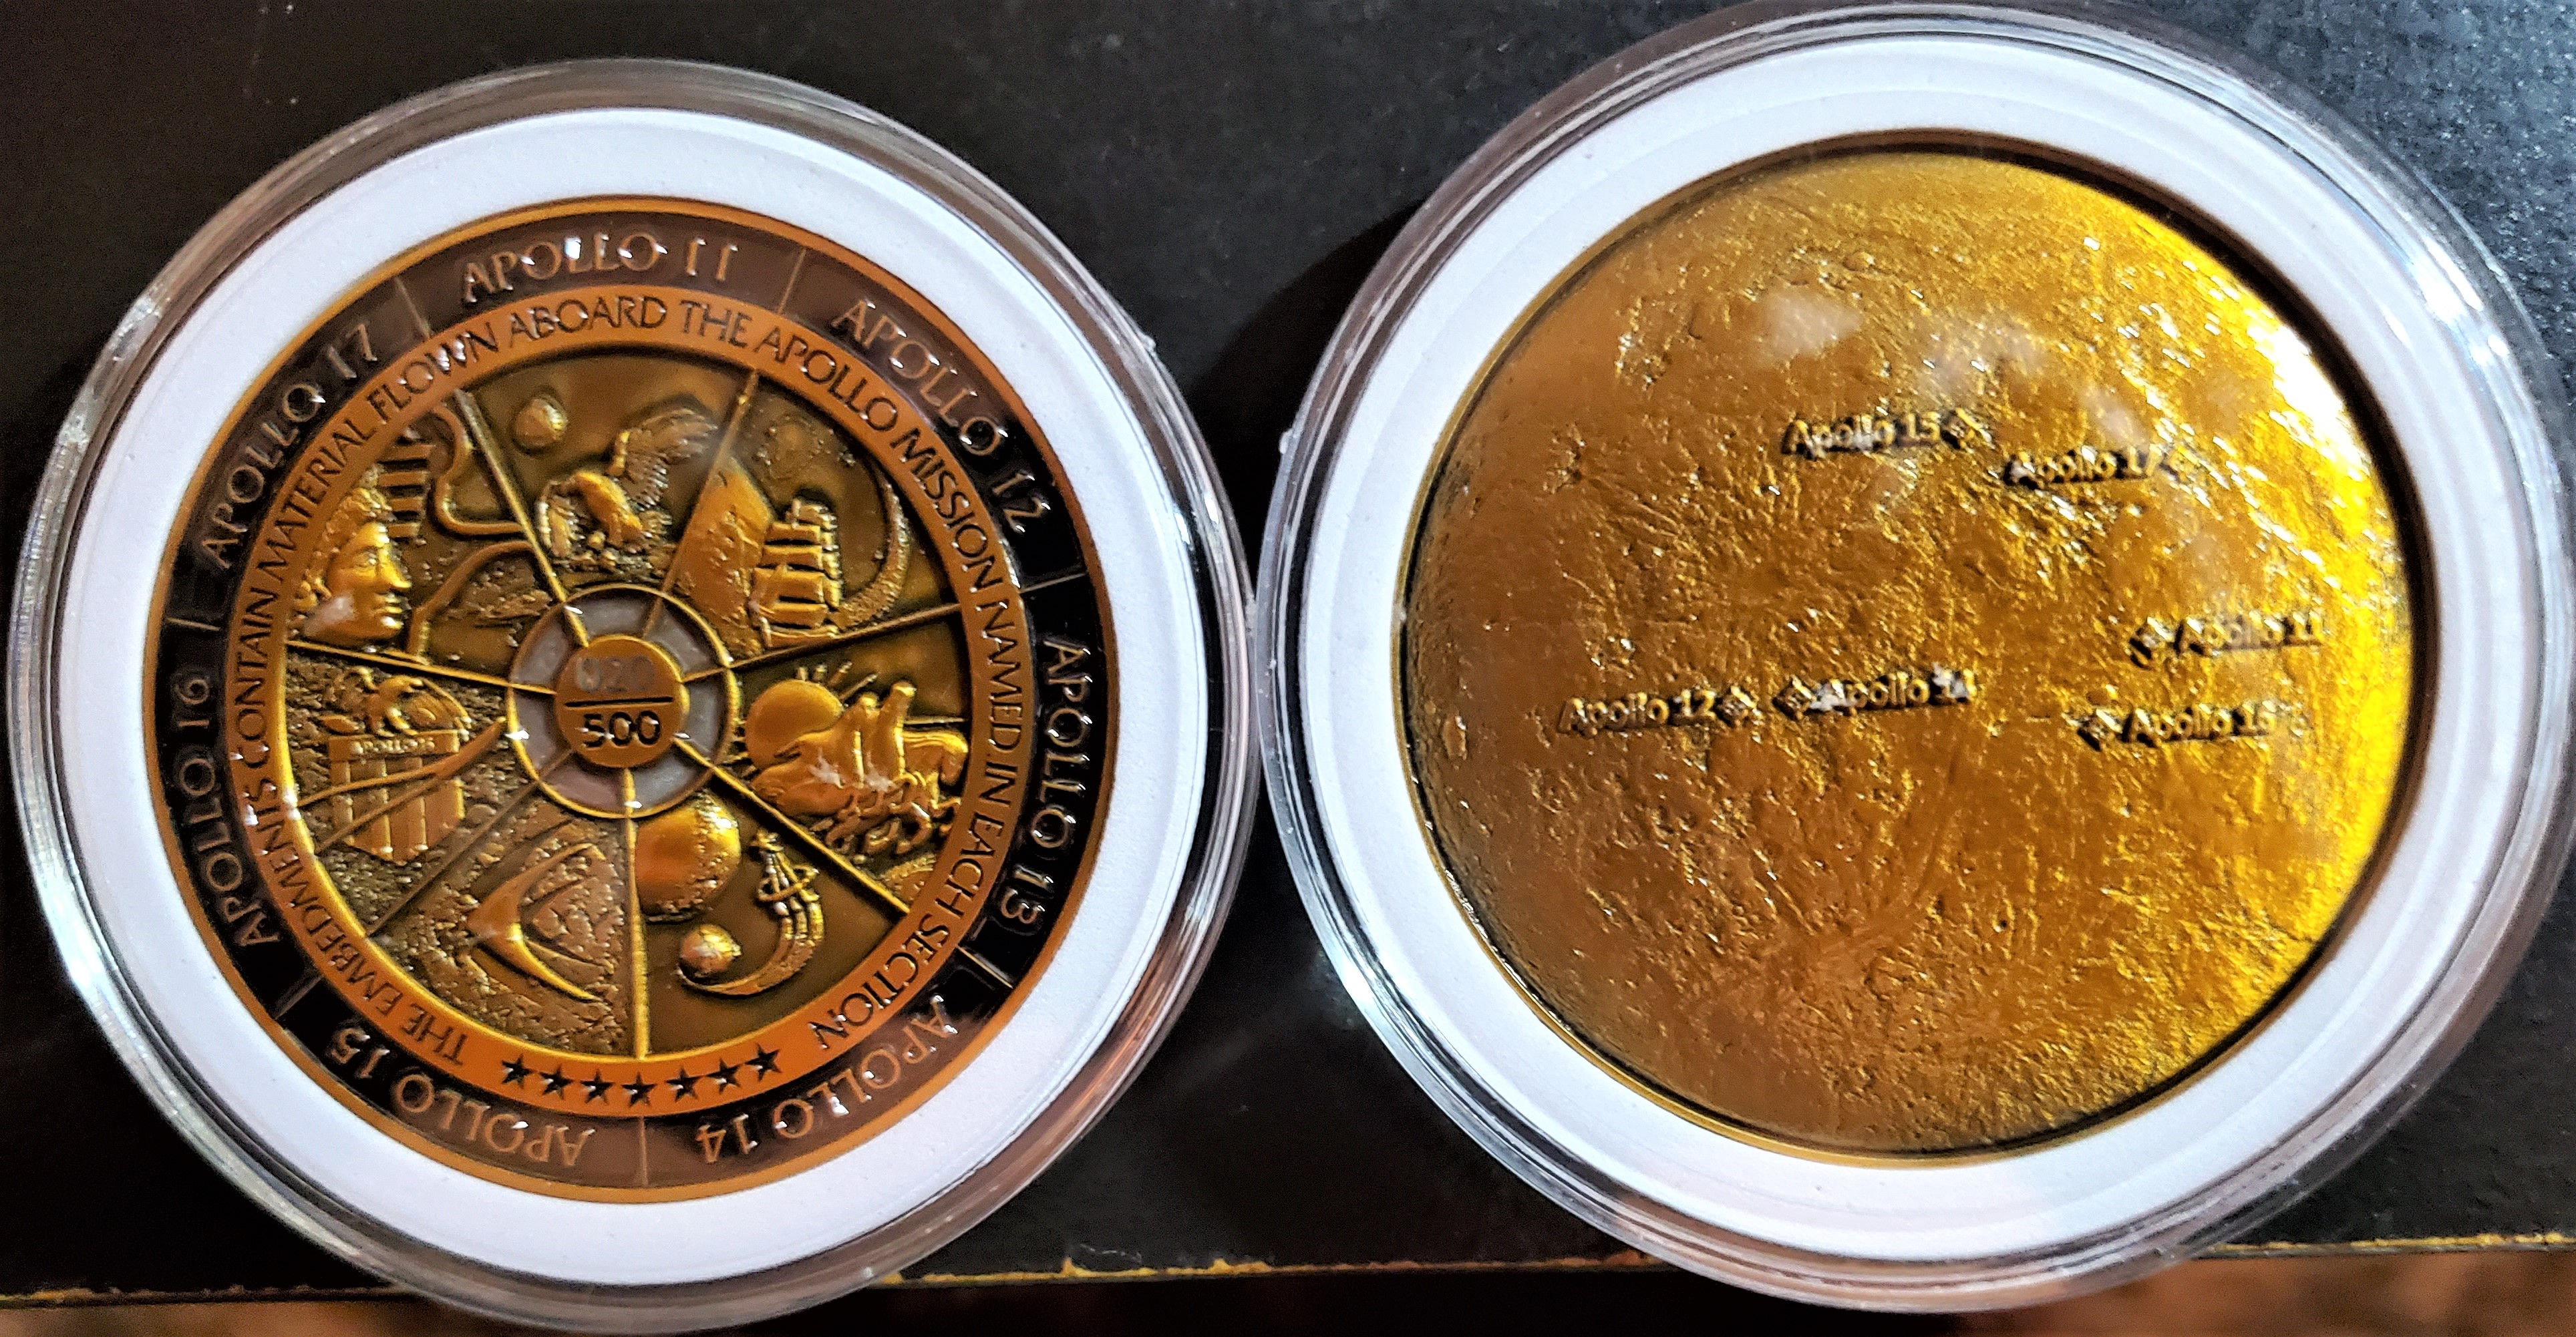 APOLLO 11
APOLLO 12
APOLLO 13
APOLLO 14
APOLLO 15
APOLLO 16
APOLLO 17
THE EMBEDMENTS CONTAIN MATERIAL FLOWN ABOARD THE APOLLO MISSION NAMED IN EACH SECTION
500
APOLLO 16
Apollo 15
Apollo 17
Apollo 11
Apollo 12
Apollo 14
Apollo 16